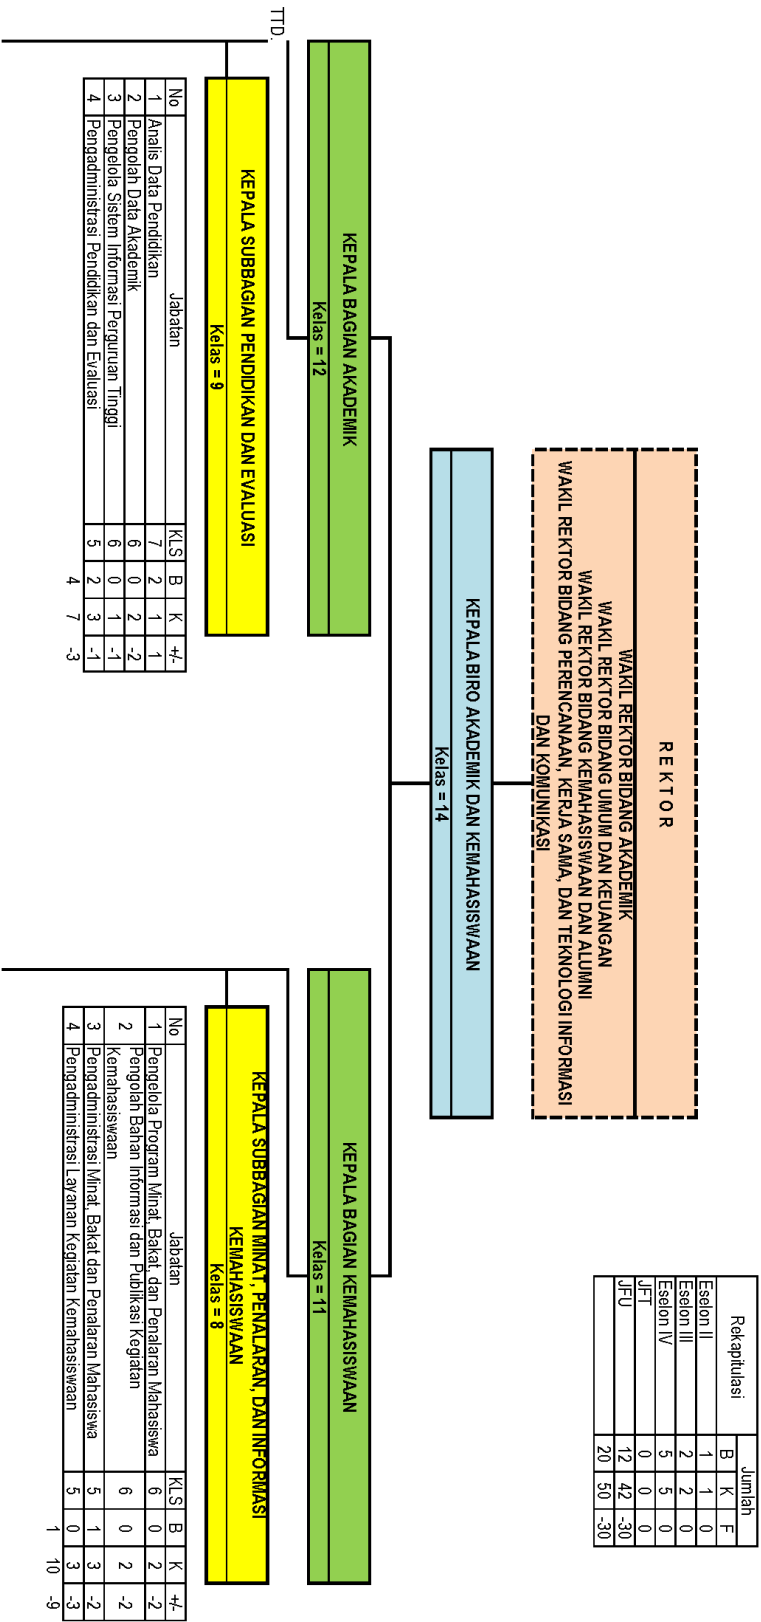 R E K T O R
WAKIL REKTOR BIDANG AKADEMIK
WAKIL REKTOR BIDANG UMUM DAN KEUANGAN
WAKIL REKTOR BIDANG KEMAHASISWAAN DAN ALUMNI
WAKIL REKTOR BIDANG PERENCANAAN, KERJA SAMA, DAN TEKNOLOGI INFORMASI
DAN KOMUNIKASI
Rekapitulasi Jumlah
B K F
Eselon II 1 1 0
Eselon III 2 2 0
Eselon IV 5 5 0
JFT 0 0 0
JFU 12 42 -30
20 50 -30
KEPALA BIRO AKADEMIK DAN KEMAHASISWAAN
Kelas = 14
KEPALA BAGIAN AKADEMIK
Kelas = 12
KEPALA BAGIAN KEMAHASISWAAN
Kelas = 11
TTD.
KEPALA SUBBAGIAN PENDIDIKAN DAN EVALUASI
Kelas = 9
No Jabatan KLS B K +/-
1 Analis Data Pendidikan 7 2 1 1
2 Pengolah Data Akademik 6 0 2 -2
3 Pengelola Sistem Informasi Perguruan Tinggi 6 0 1 -1
4 Pengadministrasi Pendidikan dan Evaluasi 5 2 3 -1
4 7 -3
KEPALA SUBBAGIAN MINAT, PENALARAN, DAN INFORMASI
KEMAHASISWAAN
Kelas = 8
No Jabatan KLS B K +/-
1 Pengelola Program Minat, Bakat, dan Penalaran Mahasiswa 6 0 2 -2
2 Pengolah Bahan Informasi dan Publikasi Kegiatan 6 0 2 -2
Kemahasiswaan
3 Pengadministrasi Minat, Bakat dan Penalaran Mahasiswa 5 1 3 -2
4 Pengadministrasi Layanan Kegiatan Kemahasiswaan 5 0 3 -3
1 10 -9